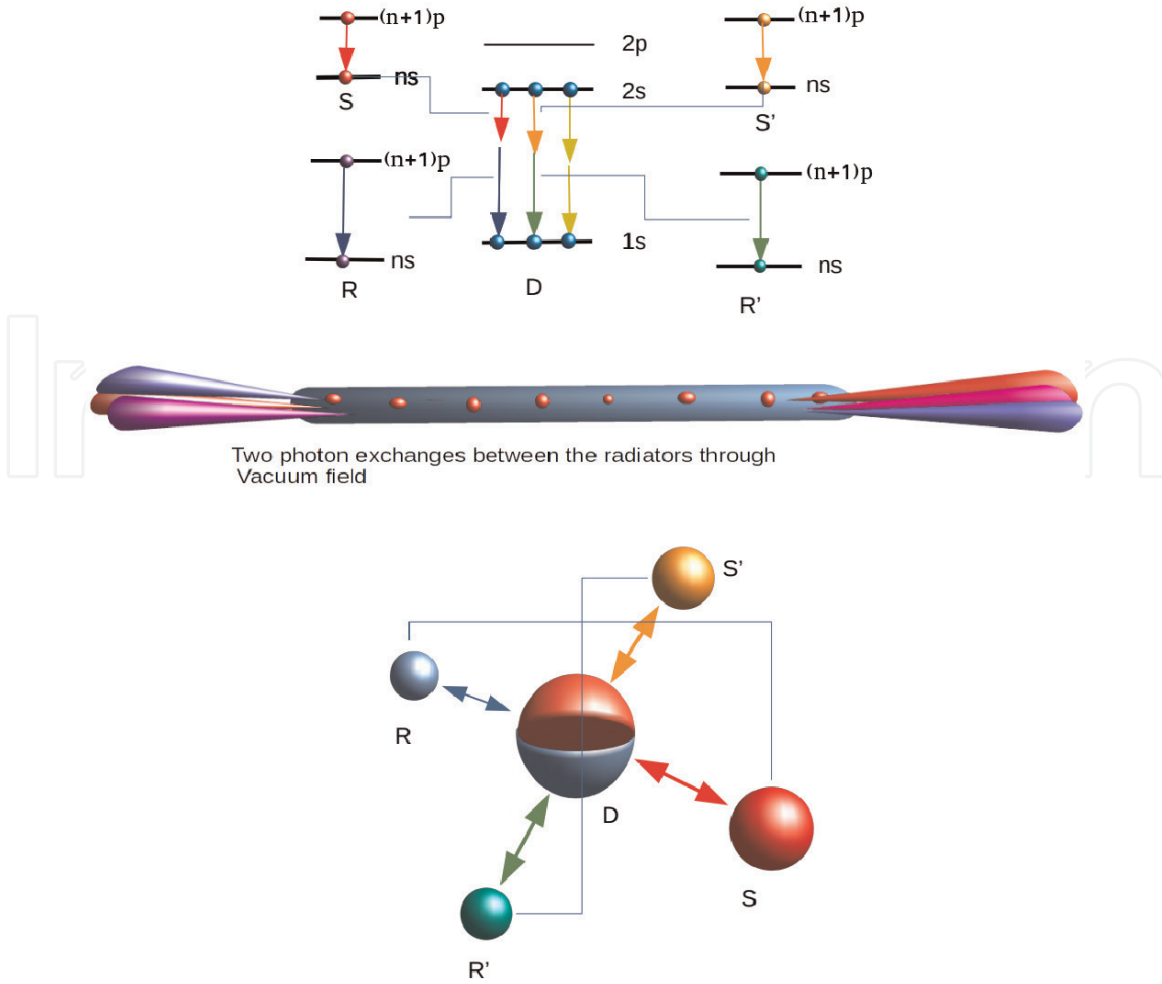 (n+1)p
(n+1)p
2p
ns
2s
ns
S
S'
(n+1)p
(n+1)p
1s
ns
ns
R
D
R'
Two photon exchanges between the radiators through
Vacuum field
S'
R
D
S
R'